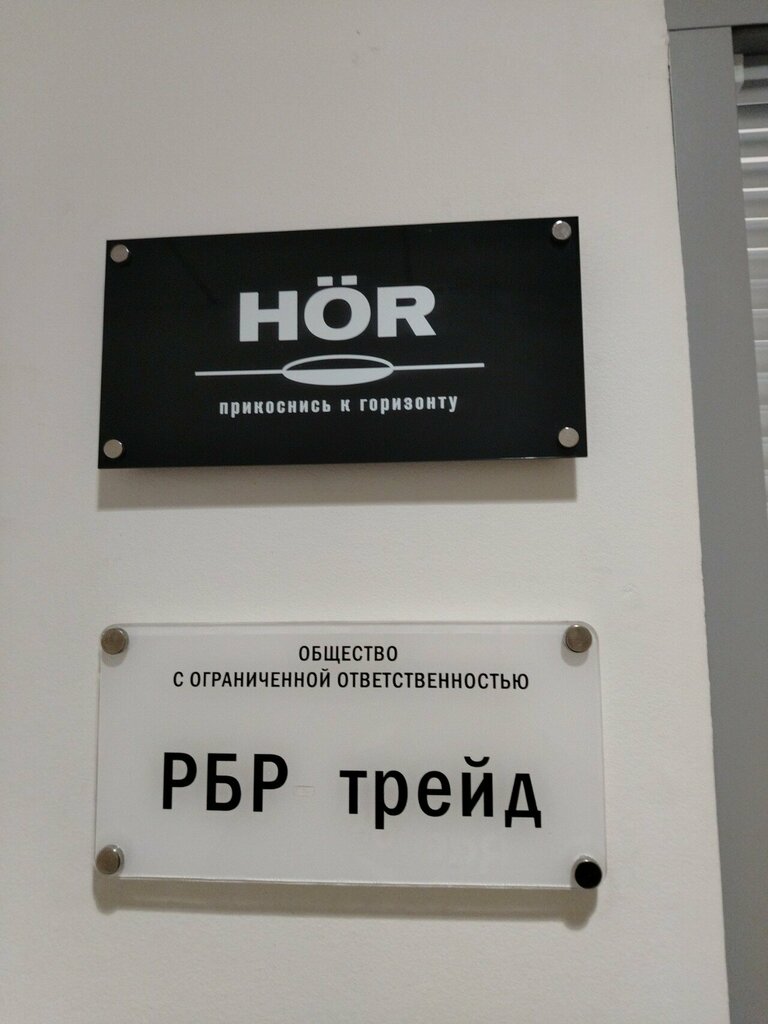 HÖR
прикоснись к горизонту
ОБЩЕСТВО
С ОГРАНИЧЕННОЙ ОТВЕТСТВЕННОСТЬЮ
РБР трейд